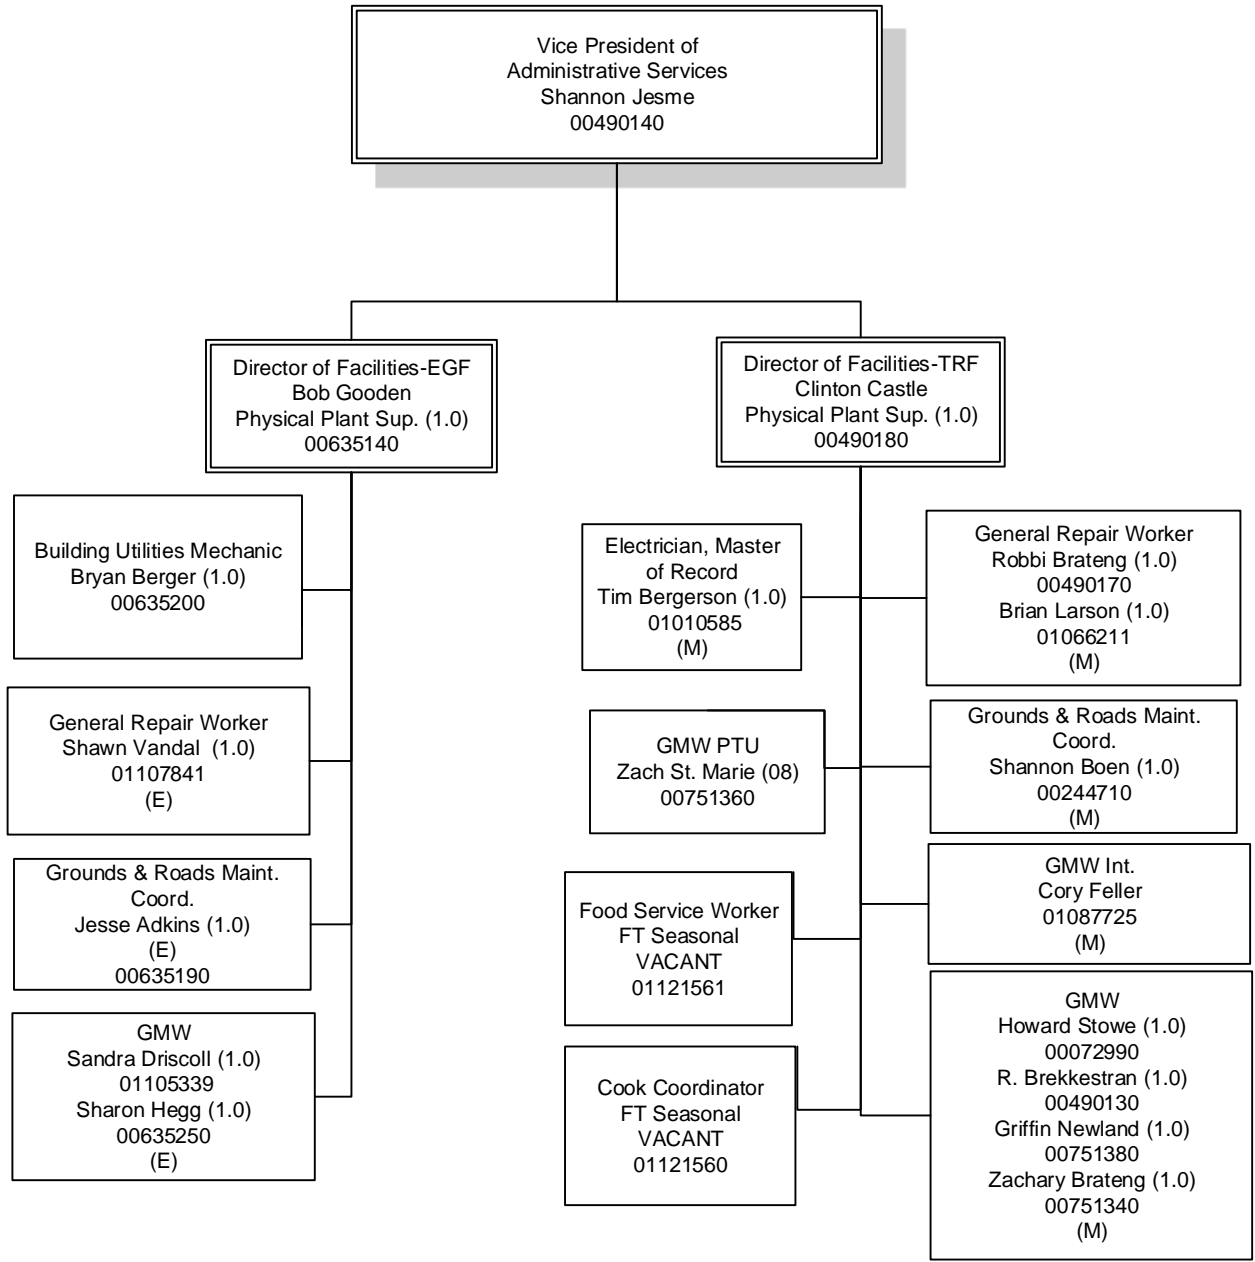 Vice President of
Administrative Services
Shannon Jesme
00490140
Director of Facilities-EGF
Bob Gooden
Physical Plant Sup. (1.0)
00635140
Building Utilities Mechanic
Bryan Berger (1.0)
00635200
General Repair Worker
Shawn Vandal (1.0)
01107841
(E)
Grounds & Roads Maint.
Coord.
Jesse Adkins (1.0)
(E)
00635190
GMW
Sandra Driscoll (1.0)
01105339
Sharon Hegg (1.0)
00635250
(E)
Director of Facilities-TRF
Clinton Castle
Physical Plant Sup. (1.0)
00490180
Electrician, Master
of Record
Tim Bergerson (1.0)
01010585
(M)
GMW PTU
Zach St. Marie (08)
00751360
Food Service Worker
FT Seasonal
VACANT
01121561
Cook Coordinator
FT Seasonal
VACANT
01121560
General Repair Worker
Robbi Brateng (1.0)
00490170
Brian Larson (1.0)
01066211
(M)
Grounds & Roads Maint.
Coord.
Shannon Boen (1.0)
00244710
(M)
GMW Int.
Cory Feller
01087725
(M)
GMW
Howard Stowe (1.0)
00072990
R. Brekkestran (1.0)
00490130
Griffin Newland (1.0)
00751380
Zachary Brateng (1.0)
00751340
(M)